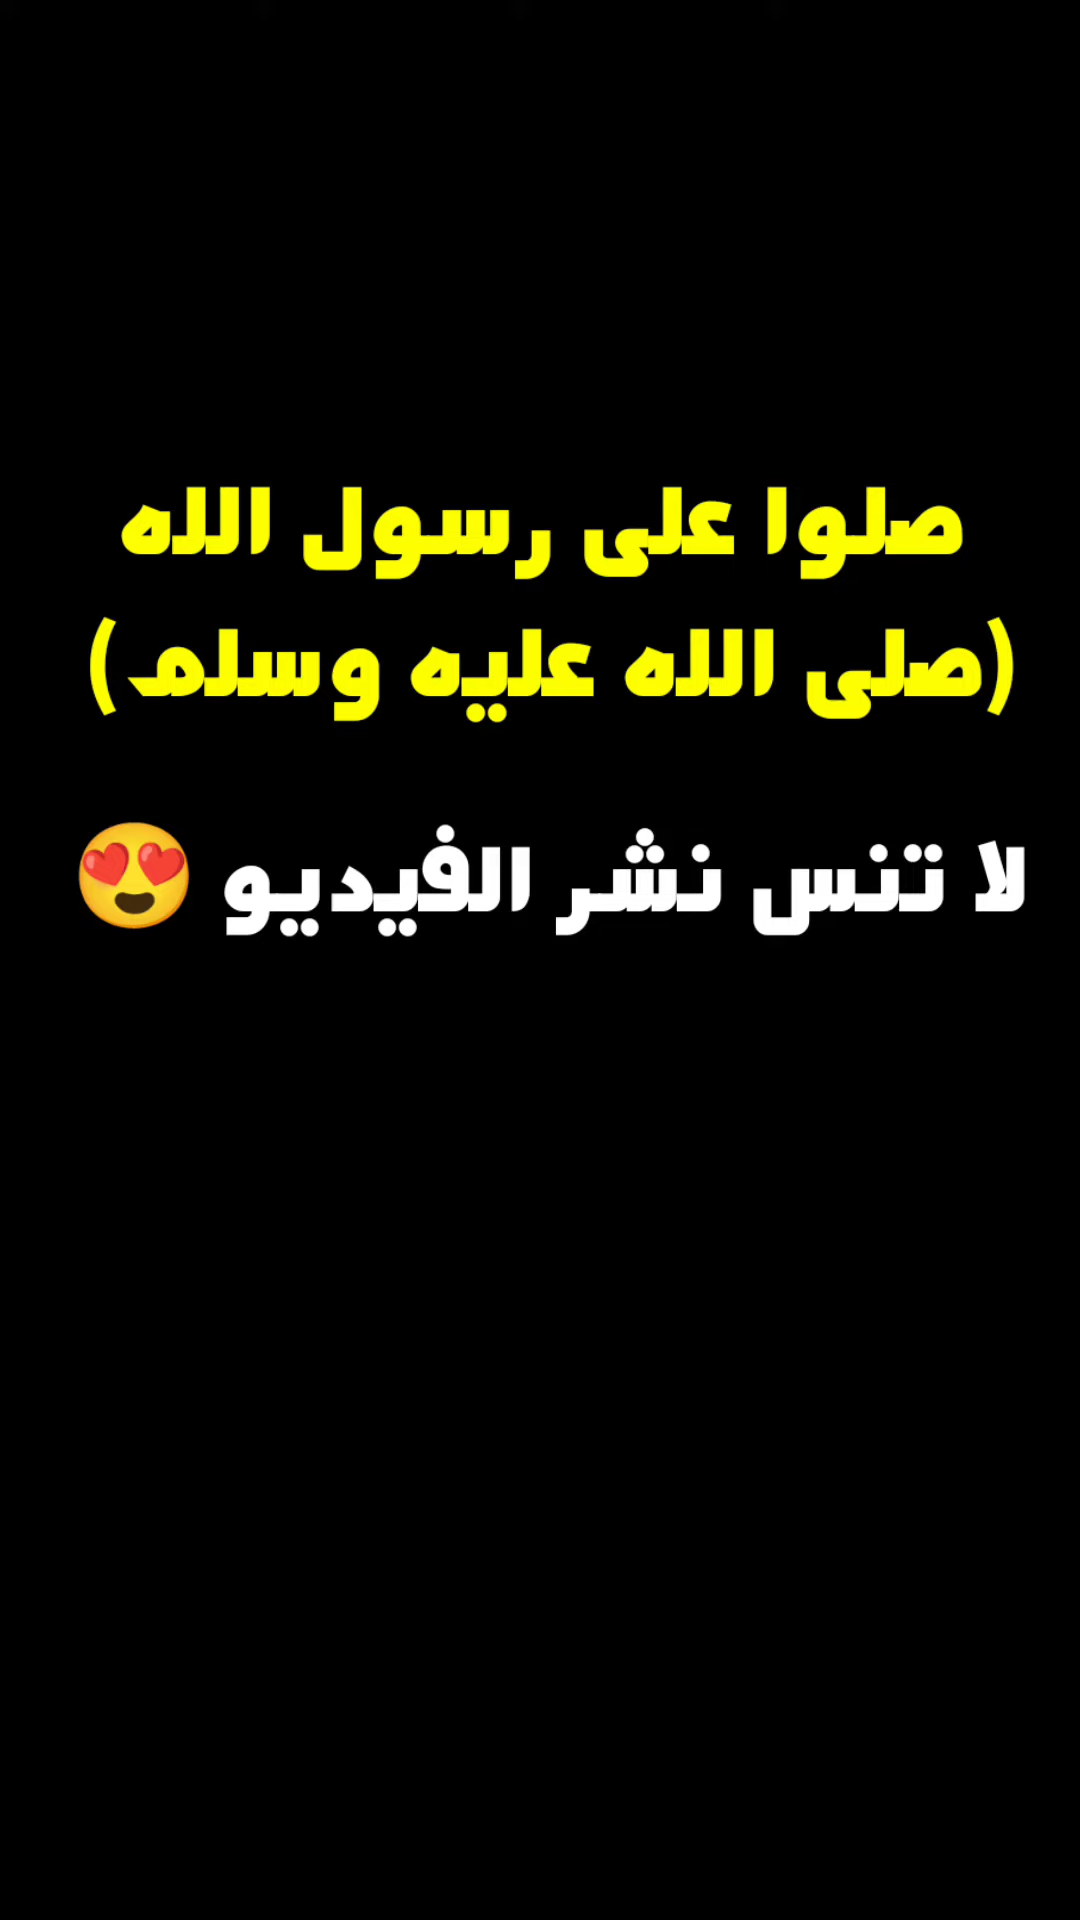 صلوا على رسول الله
(صلى الله عليه وسلم)
لا تنس نشر الفيديو 😍